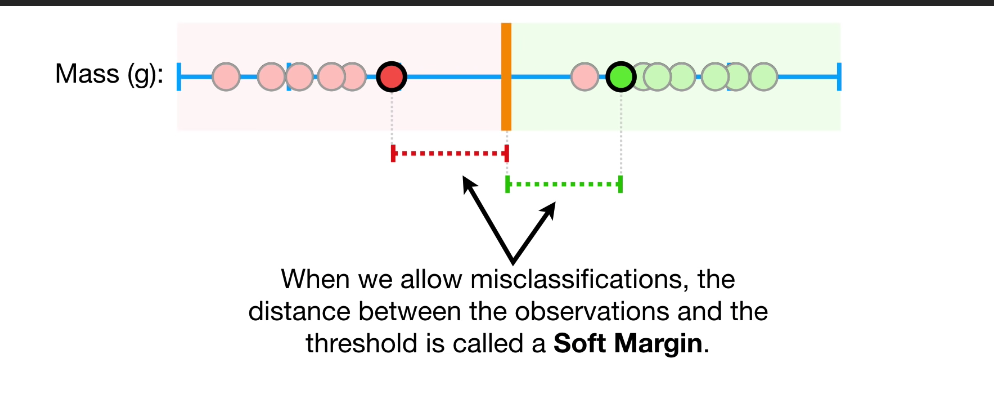 Mass (g):
When we allow misclassifications, the
distance between the observations and the
threshold is called a Soft Margin.